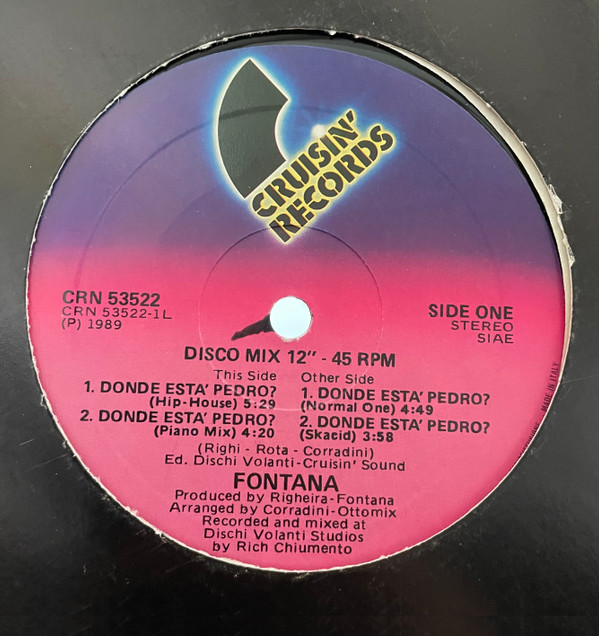 CRUISIN'
RECORDS
CRN 53522
CRN 53522-1L
(P) 1989
SIDE ONE
STEREO
SIAE
MADE IN ITALY
DISCO MIX 12" - 45 RPM
This Side
1. DONDE ESTA' PEDRO?
(Hip-House) 5:29
2. DONDE ESTA' PEDRO?
(Piano Mix) 4:20
Other Side
1. DONDE ESTA' PEDRO?
(Normal One) 4:49
2. DONDE ESTA' PEDRO?
(Skacid) 3:58
(Righi - Rota - Corradini)
Ed. Dischi Volanti-Cruisin' Sound
FONTANA
Produced by Righeira-Fontana
Arranged by Corradini-Ottomix
Recorded and mixed at
Dischi Volanti Studios
by Rich Chiumento